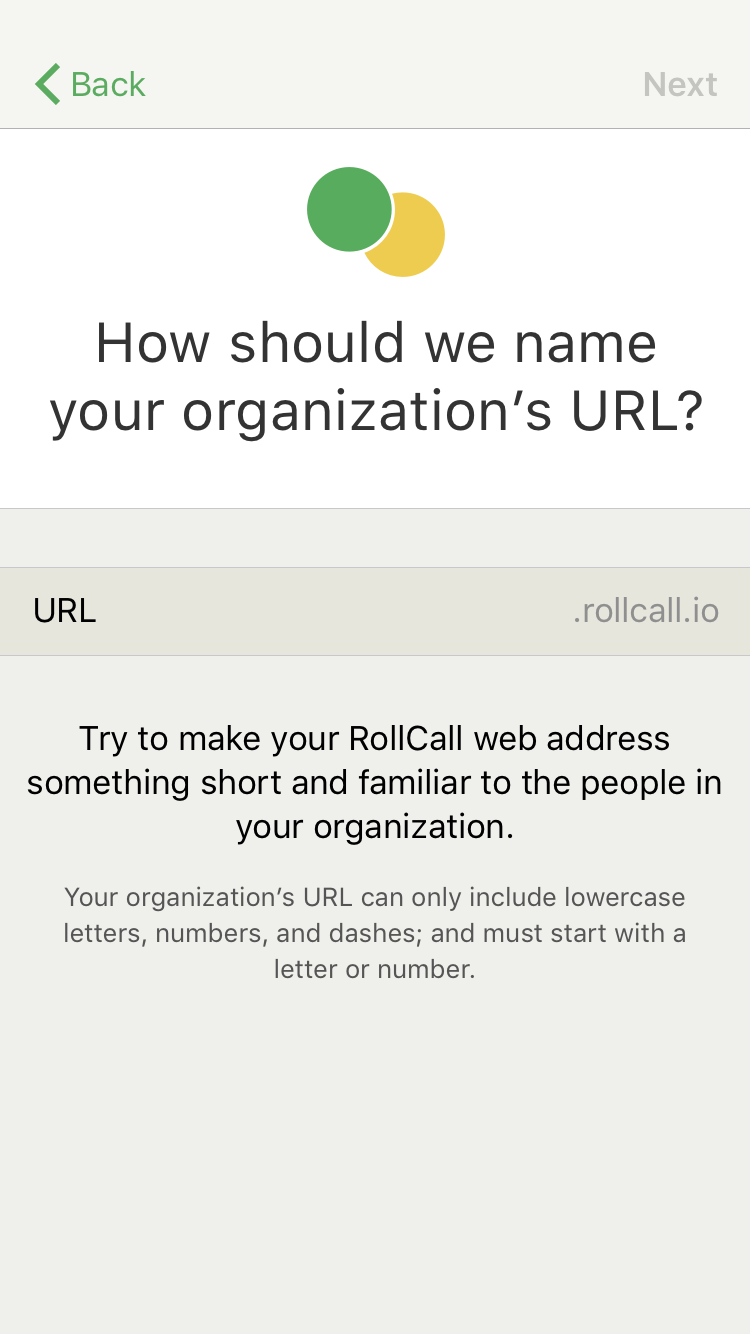 Back
Next
How should we name
your organization’s URL?
URL
.rollcall.io
Try to make your RollCall web address
something short and familiar to the people in
your organization.
Your organization’s URL can only include lowercase
letters, numbers, and dashes; and must start with a
letter or number.